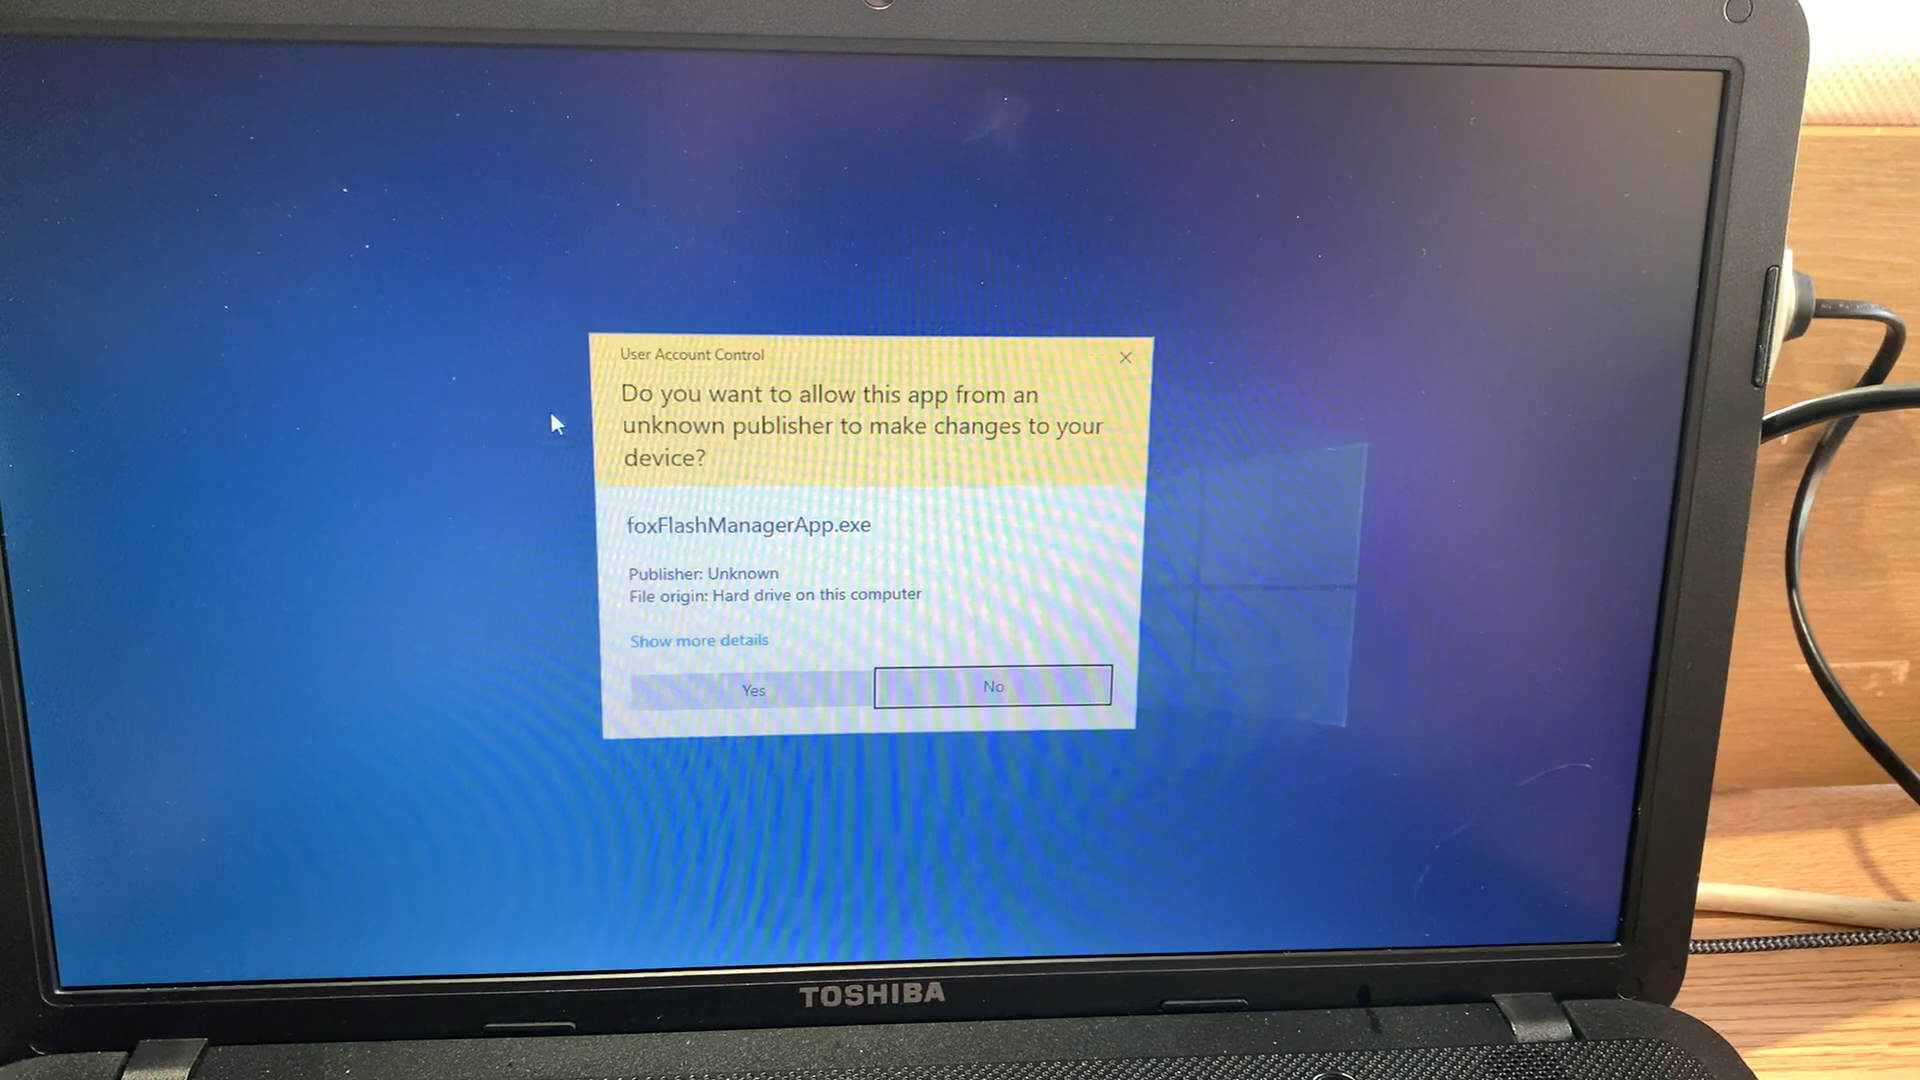 User Account Control
Do you want to allow this app from an
unknown publisher to make changes to your
device?
foxFlashManagerApp.exe
Publisher: Unknown
File origin: Hard drive on this computer
Show more details
Yes
No
TOSHIBA